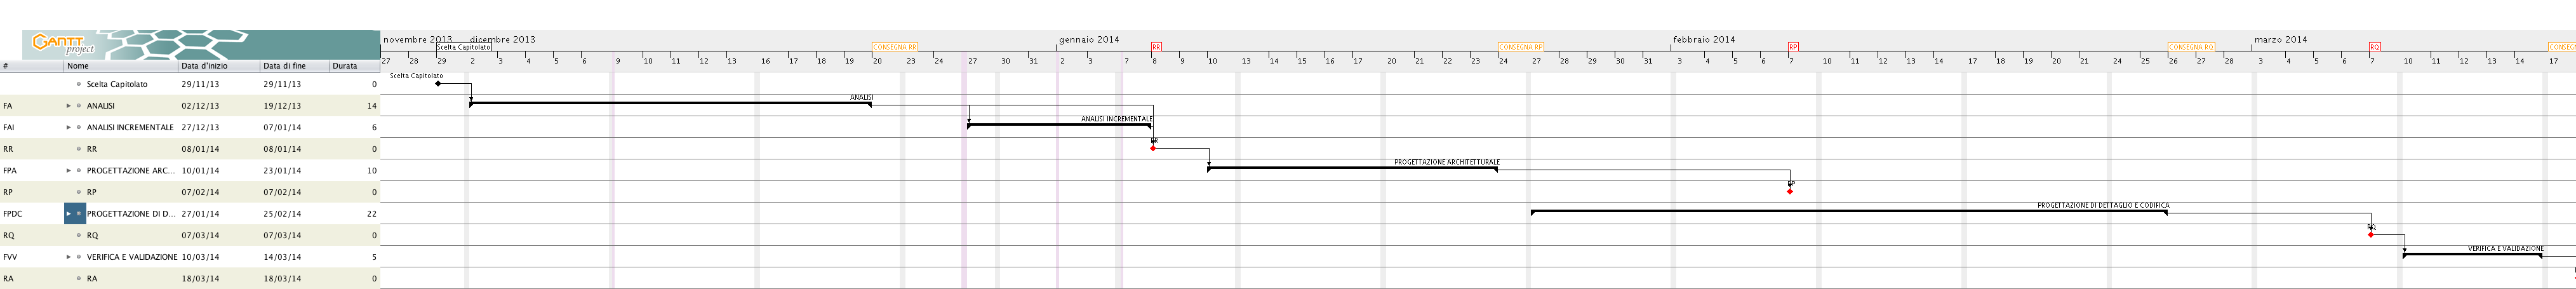 GANTT
project
novembre 2013 dicembre 2013 gennaio 2014 febbraio 2014 marzo 2014
Scelta Capitolato CONSEGNA RR RR CONSEGNA RP RP CONSEGNA RQ RQ
27 28 29 2 3 4 5 6 9 10 11 12 13 16 17 18 19 20 23 24 27 30 31 2 3 7 8 9 10 13 14 15 16 17 20 21 22 23 24 27 28 29 30 31 3 4 5 6 7 10 11 12 13 14 17 18 19 20 21 24 25 26 27 28 3 4 5 6 7 10 11 12 13 14 17
# Nome Data d'inizio Data di fine Durata
Scelta Capitolato 29/11/13 29/11/13 0 Scelta Capitolato
FA ANALISI 02/12/13 19/12/13 14 ANALISI
FAI ANALISI INCREMENTALE 27/12/13 07/01/14 6 ANALISI INCREMENTALE
RR RR 08/01/14 08/01/14 0
FPA PROGETTAZIONE ARC... 10/01/14 23/01/14 10 PROGETTAZIONE ARCHITETTURALE
RP RP 07/02/14 07/02/14 0
FPDC PROGETTAZIONE DI D... 27/01/14 25/02/14 22 PROGETTAZIONE DI DETTAGLIO E CODIFICA
RQ RQ 07/03/14 07/03/14 0
FVV VERIFICA E VALIDAZIONE 10/03/14 14/03/14 5 VERIFICA E VALIDAZIONE
RA RA 18/03/14 18/03/14 0